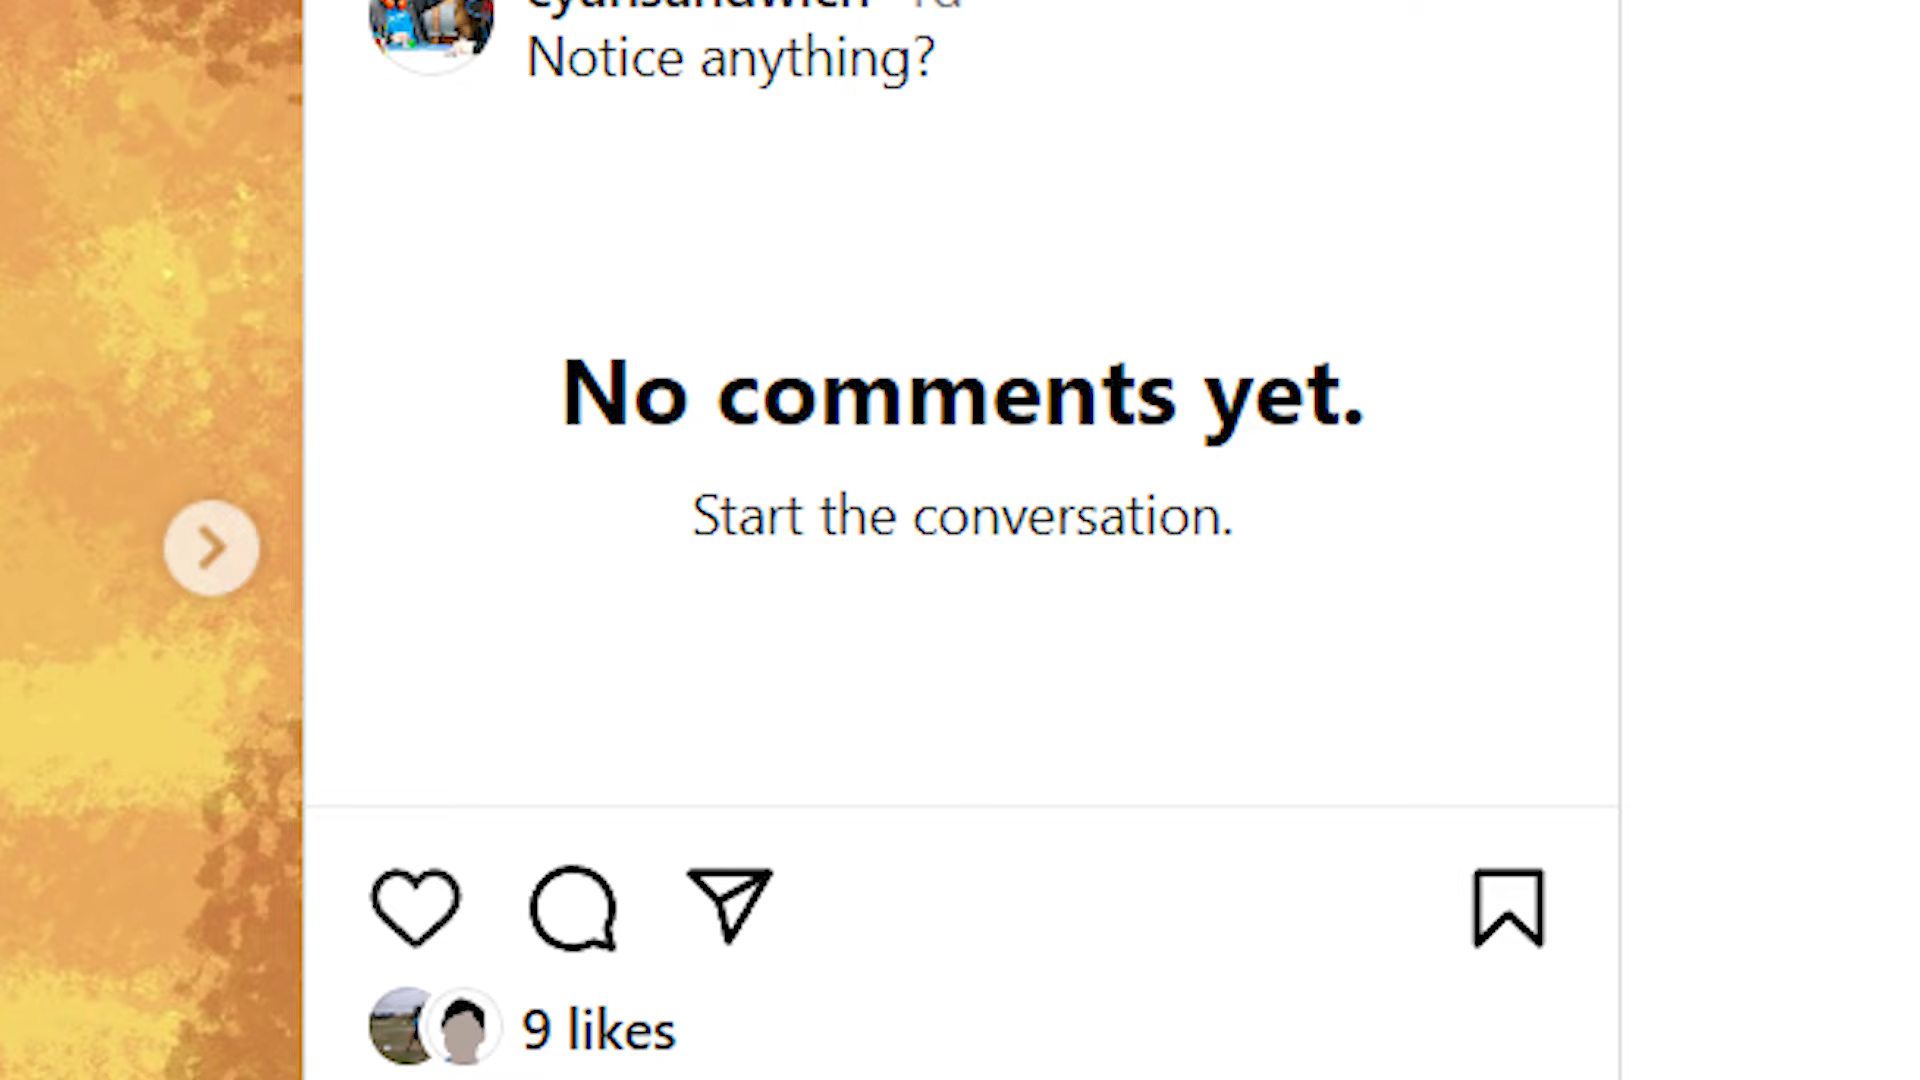 Notice anything?
No comments yet.
Start the conversation.
9 likes